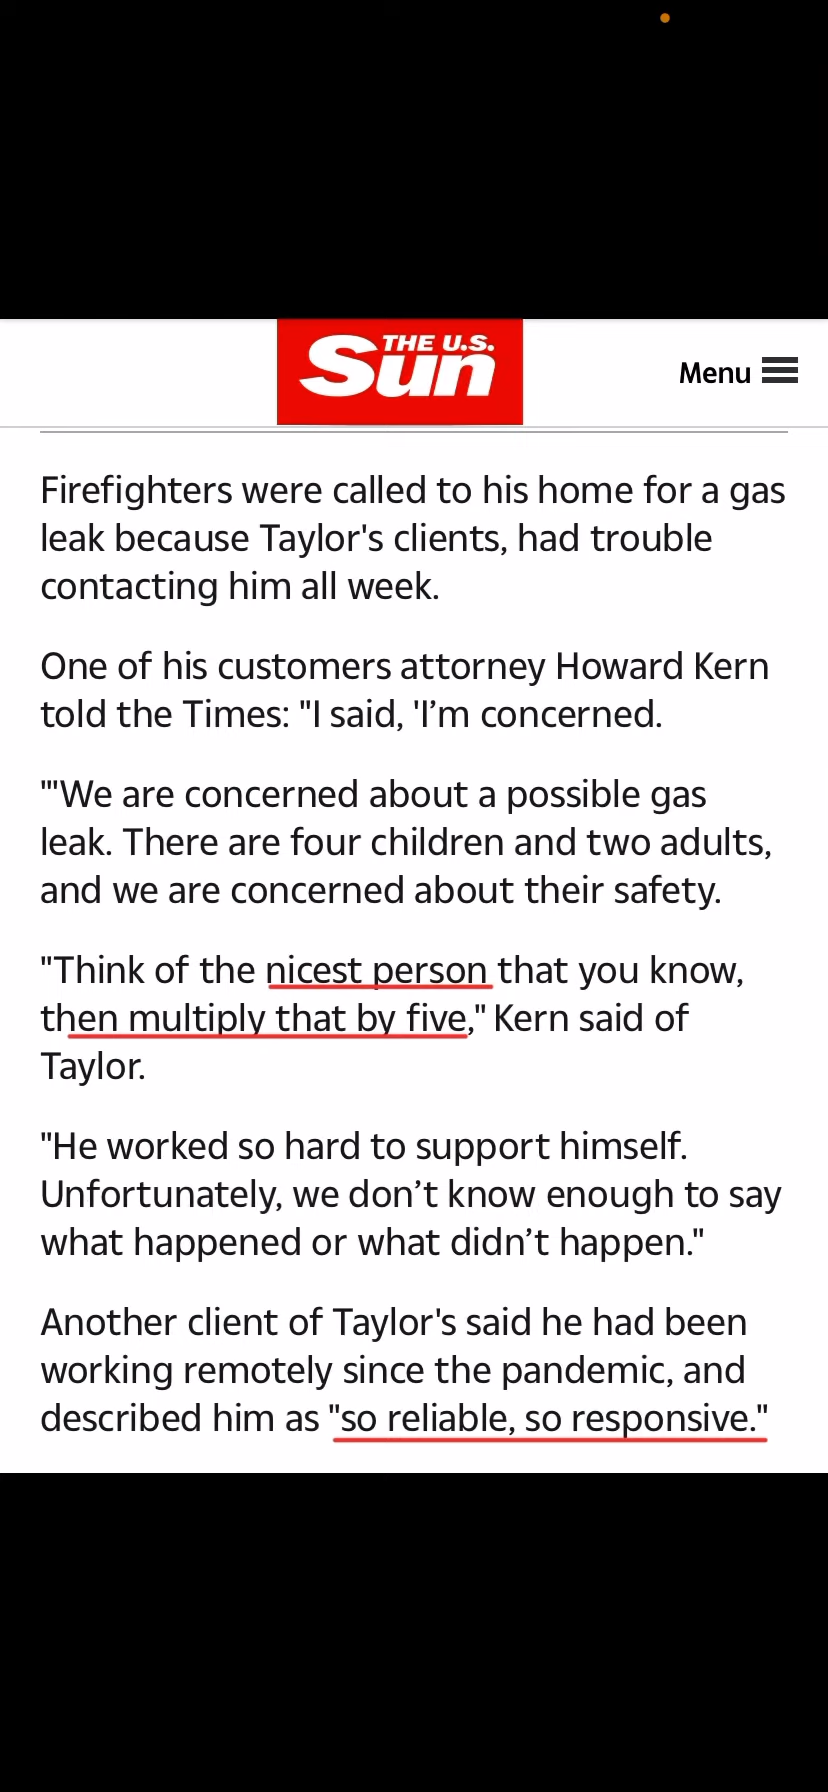 THE U.S.
Sun
Menu
Firefighters were called to his home for a gas
leak because Taylor's clients, had trouble
contacting him all week.
One of his customers attorney Howard Kern
told the Times: "I said, 'I’m concerned.
"'We are concerned about a possible gas
leak. There are four children and two adults,
and we are concerned about their safety.
"Think of the nicest person that you know,
then multiply that by five," Kern said of
Taylor.
"He worked so hard to support himself.
Unfortunately, we don’t know enough to say
what happened or what didn’t happen."
Another client of Taylor's said he had been
working remotely since the pandemic, and
described him as "so reliable, so responsive."